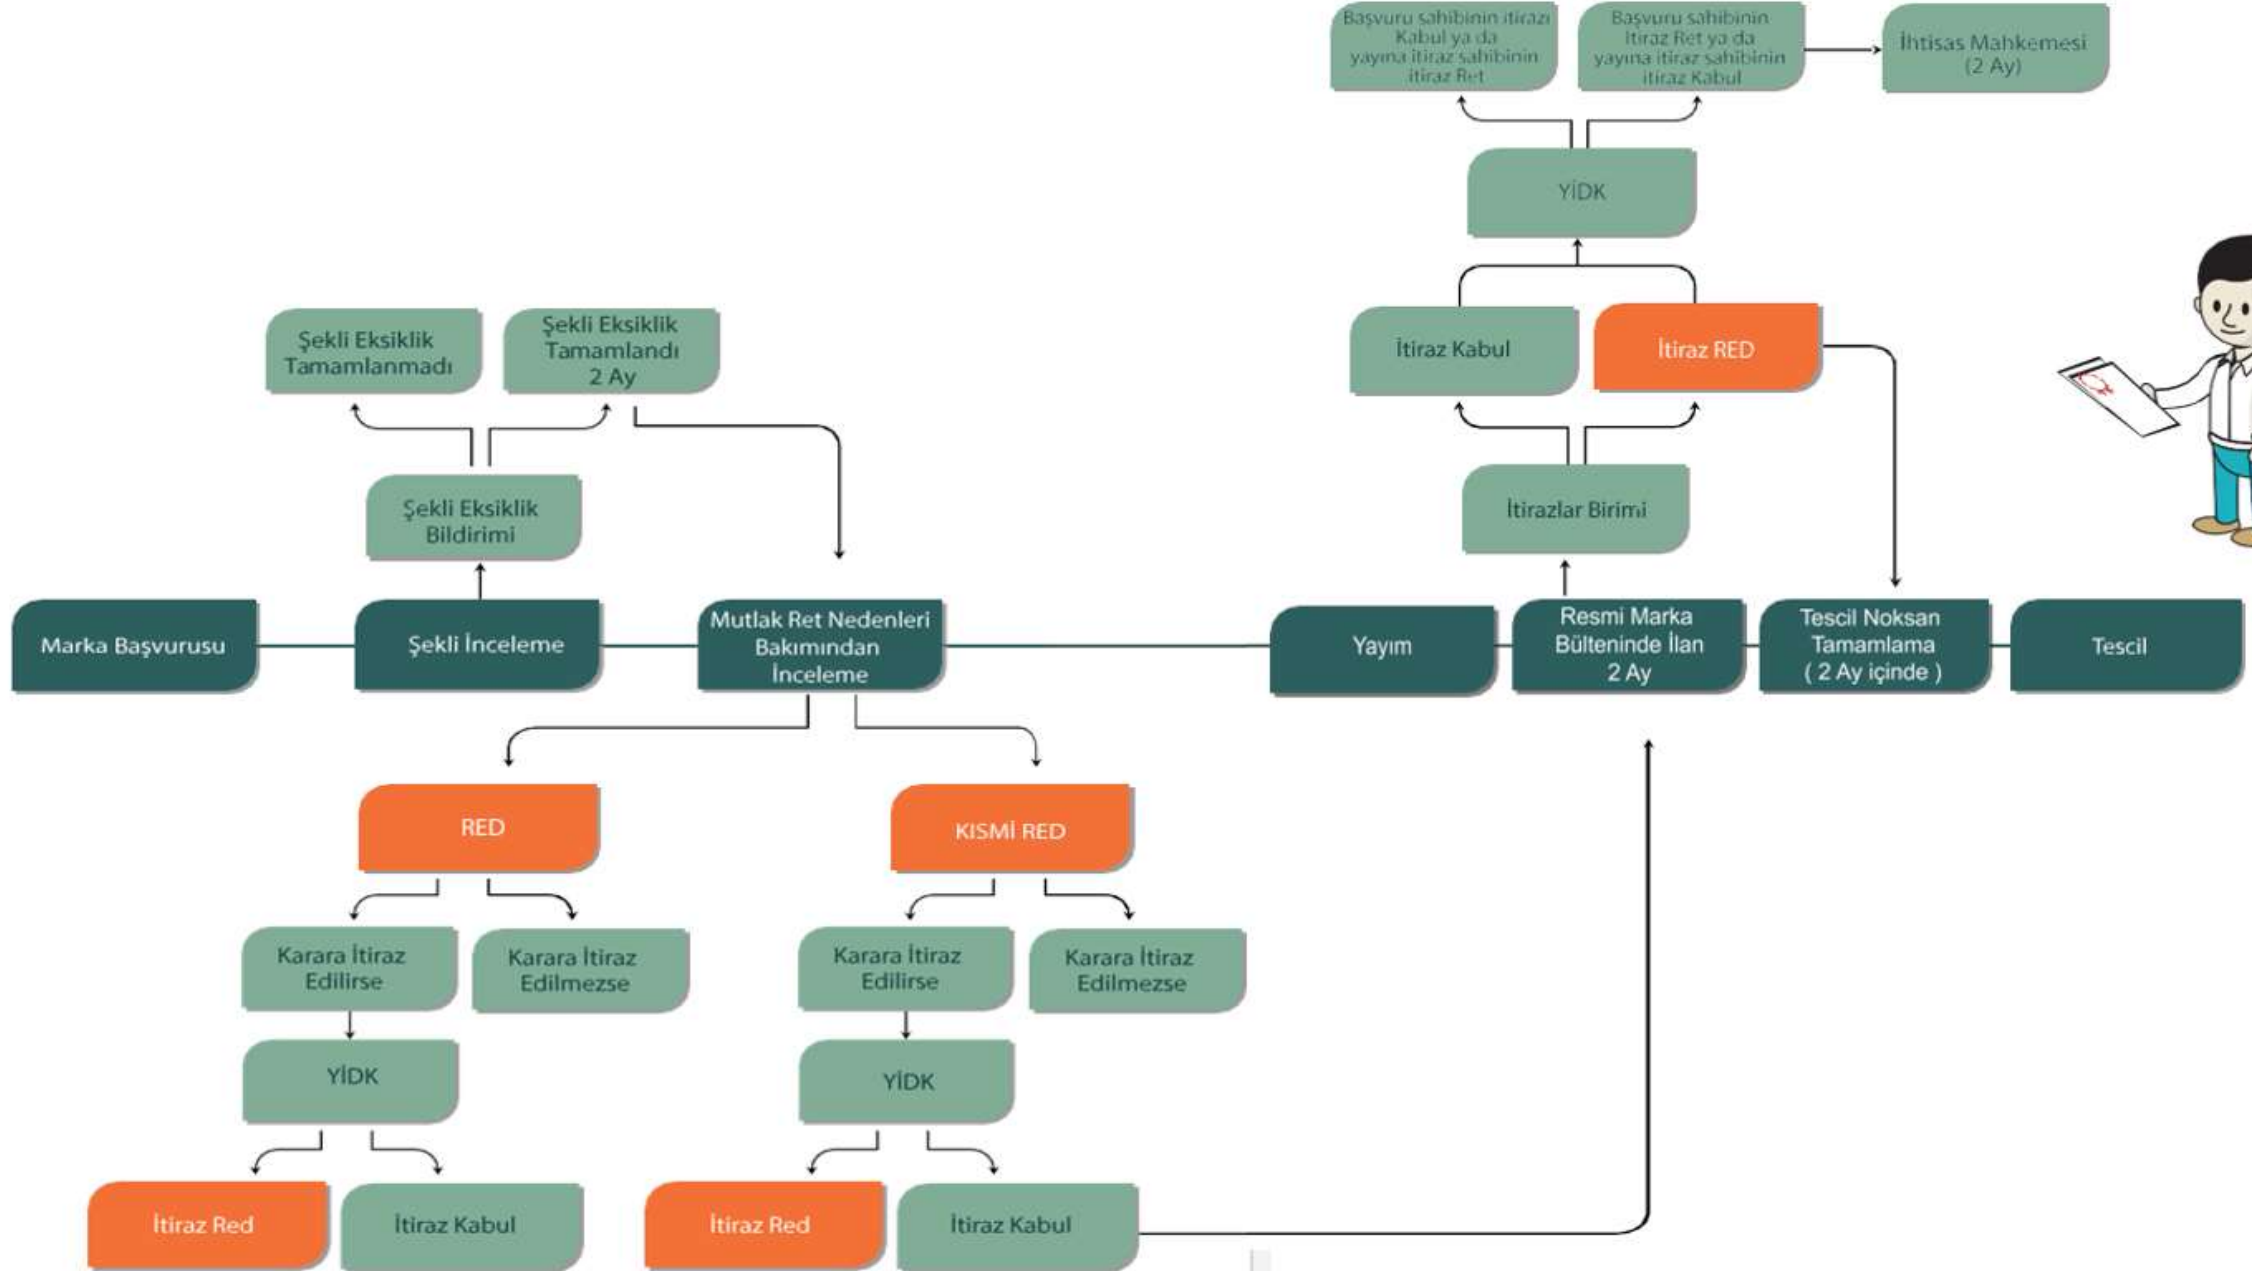 Başvuru sahibinin itirazı
Kabul ya da
yayına itiraz sahibinin
itiraz Ret
Başvuru sahibinin
İtiraz Ret ya da
yayına itiraz sahibinin
itiraz Kabul
İhtisas Mahkemesi
(2 Ay)
YİDK
Şekli Eksiklik
Tamamlanmadı
Şekli Eksiklik
Tamamlandı
2 Ay
İtiraz Kabul
İtiraz RED
Şekli Eksiklik
Bildirimi
İtirazlar Birimi
Marka Başvurusu
Şekli İnceleme
Mutlak Ret Nedenleri
Bakımından
İnceleme
Yayım
Resmi Marka
Bülteninde İlan
2 Ay
Tescil Noksan
Tamamlama
( 2 Ay içinde )
Tescil
RED
KISMİ RED
Karara İtiraz
Edilirse
Karara İtiraz
Edilmezse
Karara İtiraz
Edilirse
Karara İtiraz
Edilmezse
YİDK
YİDK
İtiraz Red
İtiraz Kabul
İtiraz Red
İtiraz Kabul